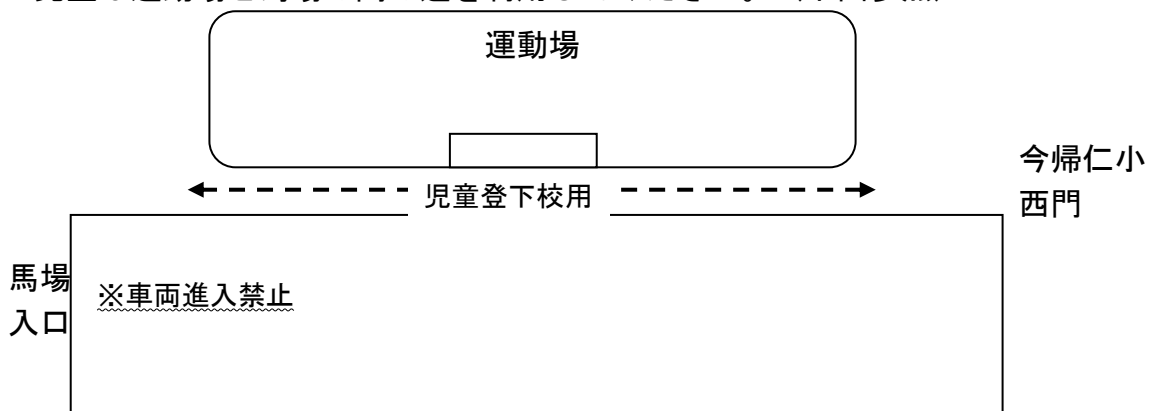 運動場
今帰仁小
西門
児童登下校用
馬場
入口
※車両進入禁止